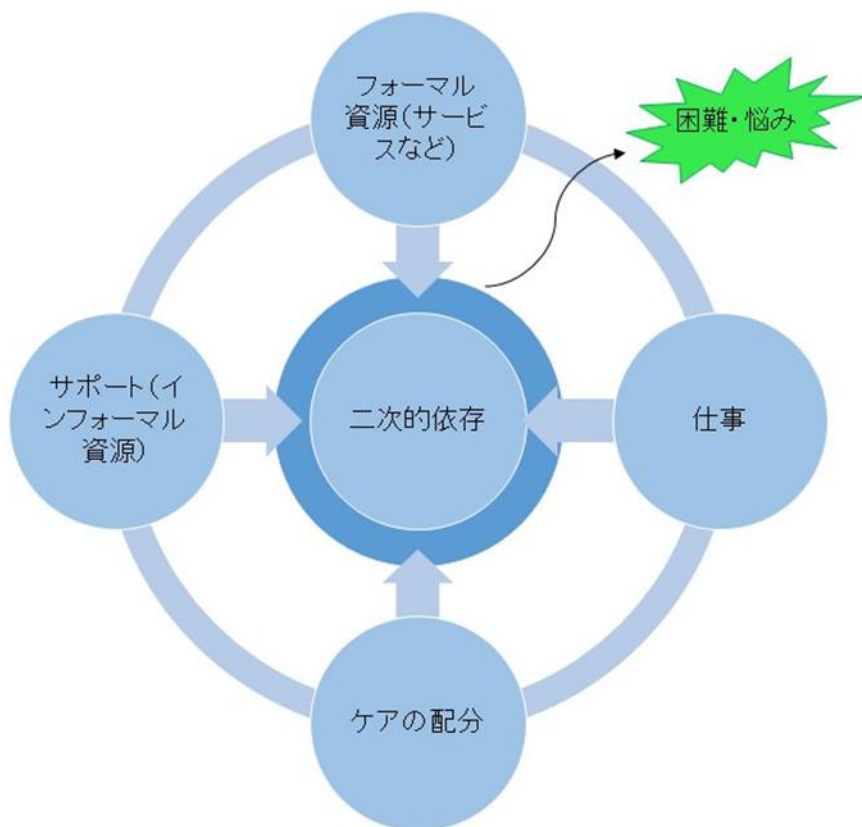 フォーマル
資源(サービ
スなど)
困難・悩み
サポート(イ
ンフォーマル
資源)
二次的依存
仕事
ケアの配分